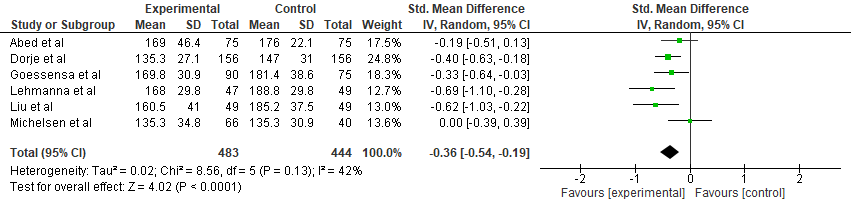 Experimental Control Std. Mean Difference Std. Mean Difference
Study or Subgroup Mean SD Total Mean SD Total Weight IV, Random, 95% CI IV, Random, 95% CI
Abed et al 169 46.4 75 176 22.1 75 17.5% -0.19 [-0.51, 0.13]
Dorje et al 135.3 27.1 156 147 31 156 24.8% -0.40 [-0.63, -0.18]
Goessensa et al 169.8 30.9 90 181.4 38.6 75 18.3% -0.33 [-0.64, -0.03]
Lehmanna et al 168 29.8 47 188.8 29.8 49 12.7% -0.69 [-1.10, -0.28]
Liu et al 160.5 41 49 185.2 37.5 49 13.0% -0.62 [-1.03, -0.22]
Michelsen et al 135.3 34.8 66 135.3 30.9 40 13.6% 0.00 [-0.39, 0.39]
Total (95% CI) 483 444 100.0% -0.36 [-0.54, -0.19]
Heterogeneity: Tau² = 0.02; Chi² = 8.56, df = 5 (P = 0.13); I² = 42%
Test for overall effect: Z = 4.02 (P < 0.0001)
-2 -1 0 1 2
Favours [experimental] Favours [control]